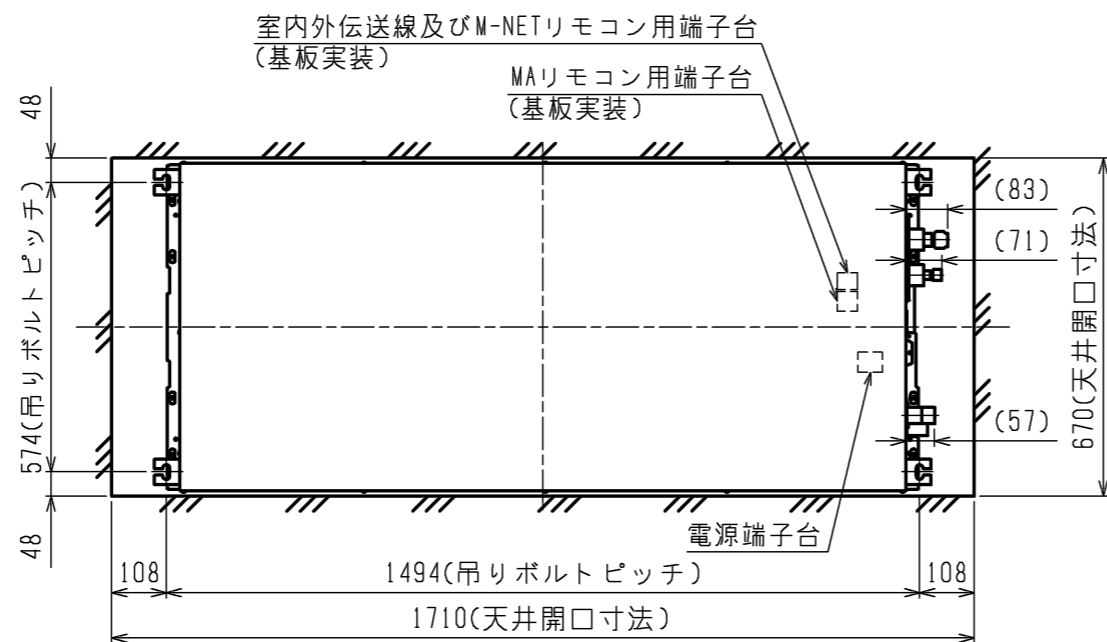 室内外伝送線及びM-NETリモコン用端子台
(基板実装)
MAリモコン用端子台
(基板実装)
48
574(吊りボルトピッチ)
48
(83)
(71)
(57)
670(天井開口寸法)
電源端子台
108
1494(吊りボルトピッチ)
108
1710(天井開口寸法)